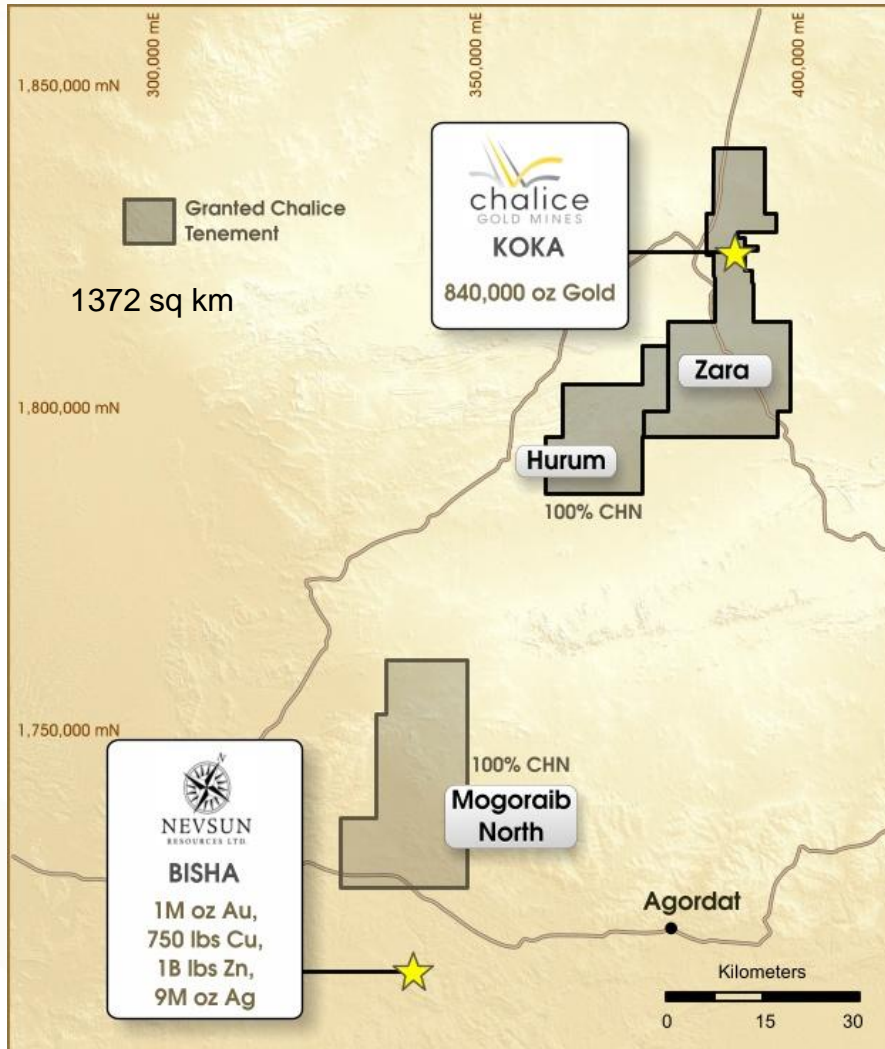 300,000 mE
350,000 mE
400,000 mE
1,850,000 mN
chalice
GOLD MINES
KOKA
840,000 oz Gold
Granted Chalice
Tenement
1372 sq km
Zara
1,800,000 mN
Hurum
100% CHN
1,750,000 mN
100% CHN
Mogoraib
North
N
NEVSUN
RESOURCES LTD.
BISHA
1M oz Au,
750 lbs Cu,
1B lbs Zn,
9M oz Ag
Agordat
Kilometers
0 15 30